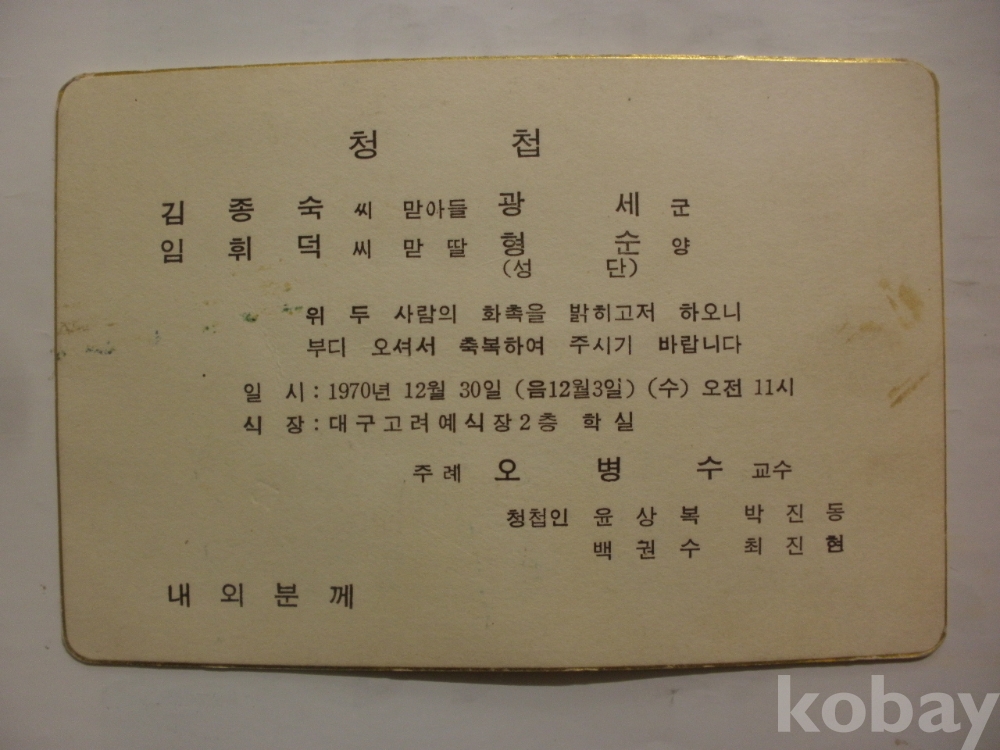 청 첩
김 종 숙 씨 맏아들 광 세 군
임 휘 덕 씨 맏 딸 형 순 양
(성 단)
위 두 사람의 화촉을 밝히고저 하오니
부디 오셔서 축복하여 주시기 바랍니다
일 시 : 1970년 12월 30일 (음12월3일) (수) 오전 11시
식 장 : 대구고려예식장2층 학실
주례 오 병 수 교수
청첩인 윤 상 복 박 진 동
백 권 수 최 진 현
내 외 분 께
kobay